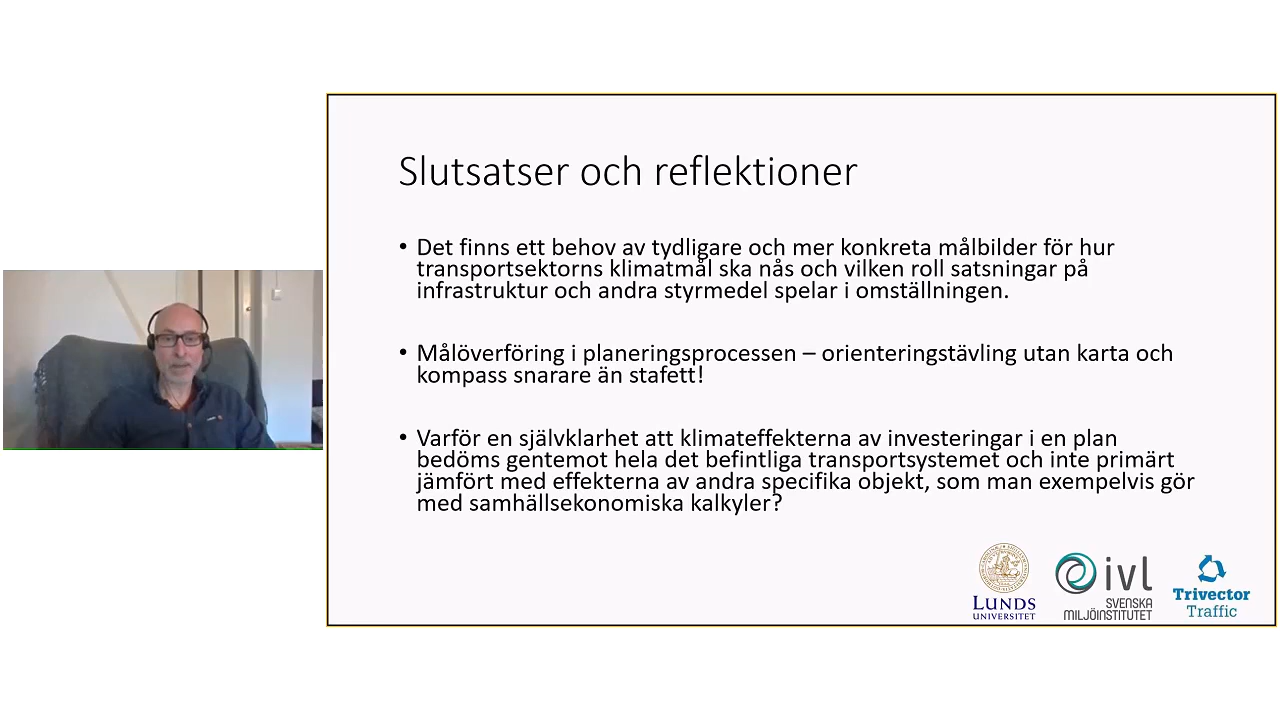 Slutsatser och reflektioner
• Det finns ett behov av tydligare och mer konkreta målbilder för hur
transportsektorns klimatmål ska nås och vilken roll satsningar på
infrastruktur och andra styrmedel spelar i omställningen.
• Målöverföring i planeringsprocessen – orienteringstävling utan karta och
kompass snarare än stafett!
• Varför en självklarhet att klimateffekterna av investeringar i en plan
bedöms gentemot hela det befintliga transportsystemet och inte primärt
jämfört med effekterna av andra specifika objekt, som man exempelvis gör
med samhällsekonomiska kalkyler?
LUNDS
UNIVERSITET
ivl
SVENSKA
MILJÖINSTITUTET
Trivector
Traffic